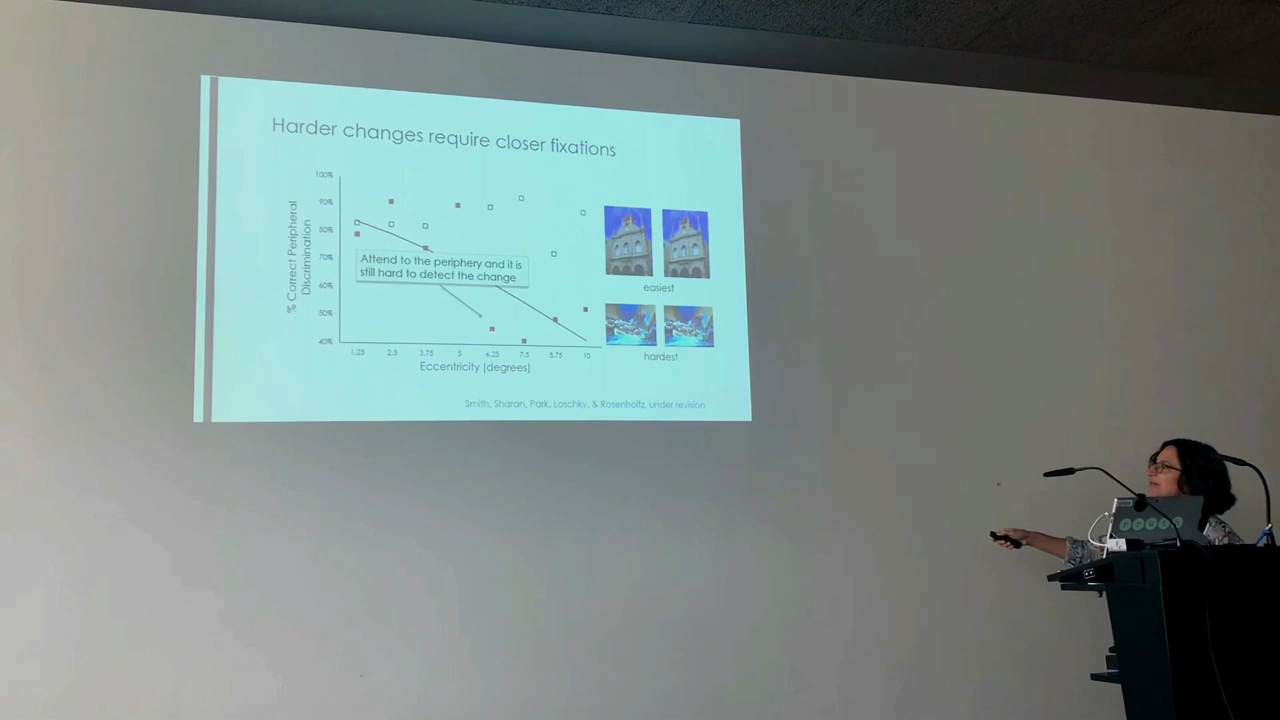 Harder changes require closer fixations
% Correct Peripheral
Discrimination
100%
90%
80%
70%
60%
50%
40%
Attend to the periphery and it is
still hard to detect the change
1.25
2.5
3.75
5
6.25
7.5
8.75
10
Eccentricity (degrees)
easiest
hardest
Smith, Sharan, Park, Loschky, & Rosenholtz, under revision